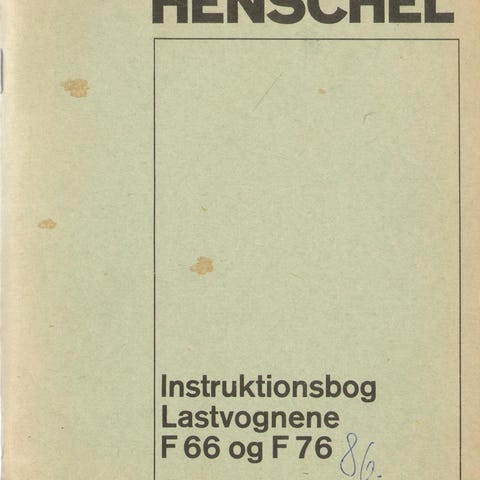 HENSCHEL
Instruktionsbog
Lastvognene
F 66 og F 76